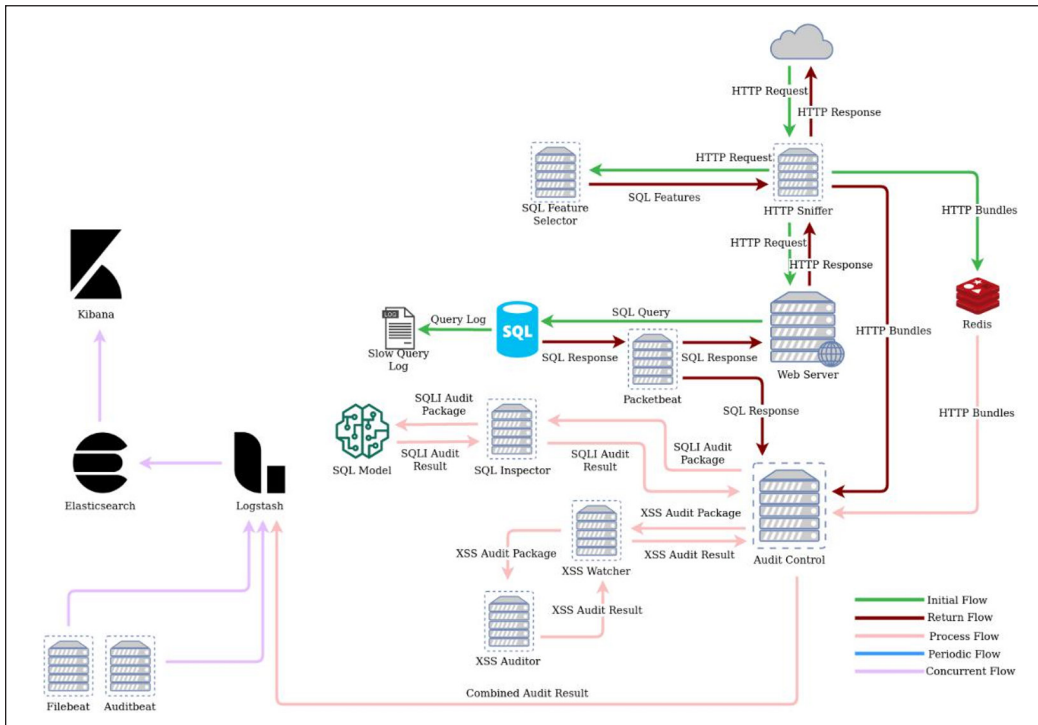 HTTP Request
HTTP Response
HTTP Request
SQL Features
SQL Feature
Selector
HTTP Sniffer
HTTP Bundles
HTTP Request
HTTP Response
Kibana
Query Log
LOG
Slow Query
Log
SQL
SQL Query
SQL Response
SQL Response
Packetbeat
Web Server
HTTP Bundles
Redis
SQL Response
HTTP Bundles
SQLI Audit
Package
SQL Model
SQLI Audit
Result
SQL Inspector
SQLI Audit
Package
SQLI Audit
Result
Elasticsearch
Logstash
XSS Audit Package
XSS Audit Result
Audit Control
XSS Audit Package
XSS Watcher
XSS Audit Result
XSS Auditor
Filebeat
Auditbeat
Combined Audit Result
Initial Flow
Return Flow
Process Flow
Periodic Flow
Concurrent Flow